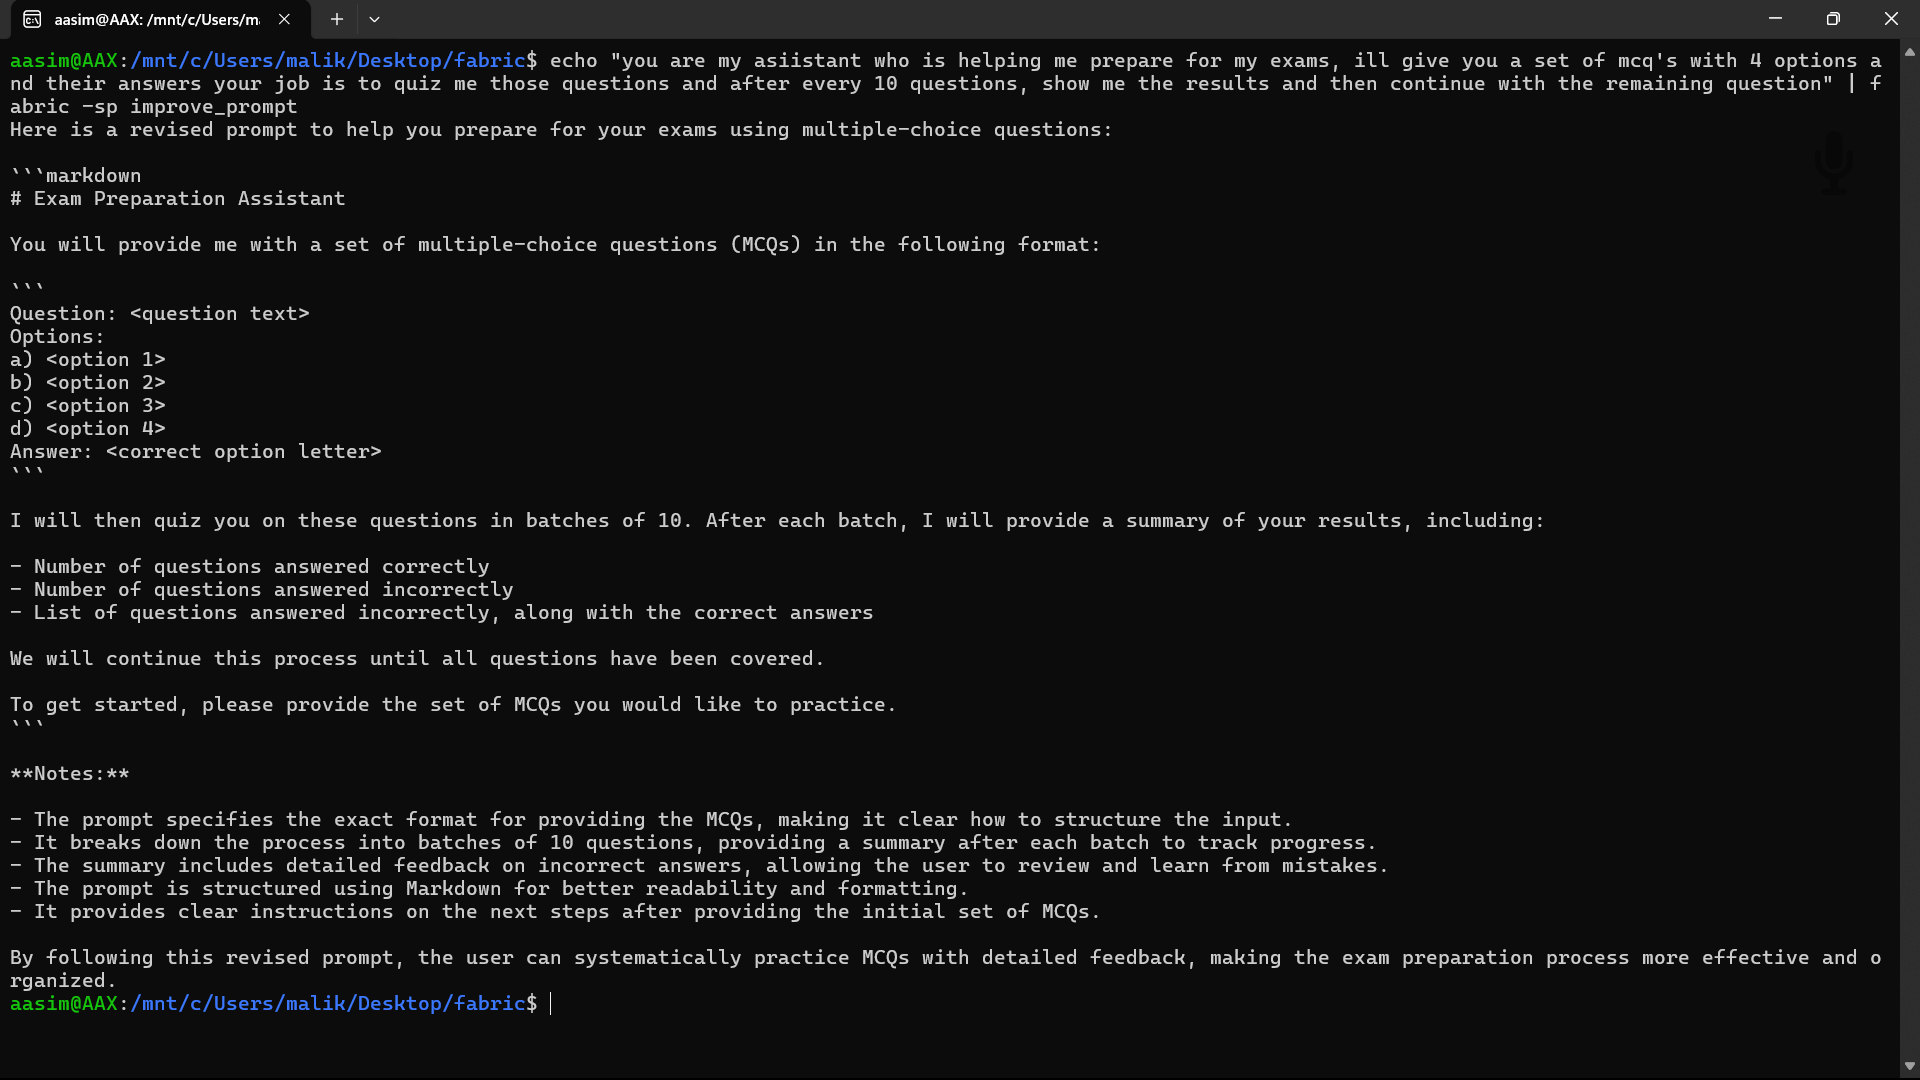 aasim@AAX: /mnt/c/Users/m
aasim@AAX:/mnt/c/Users/malik/Desktop/fabric$ echo "you are my asiistant who is helping me prepare for my exams, ill give you a set of mcq's with 4 options a
nd their answers your job is to quiz me those questions and after every 10 questions, show me the results and then continue with the remaining question" | f
abric -sp improve_prompt
Here is a revised prompt to help you prepare for your exams using multiple-choice questions:
```markdown
# Exam Preparation Assistant
You will provide me with a set of multiple-choice questions (MCQs) in the following format:
```
Question: <question text>
Options:
a) <option 1>
b) <option 2>
c) <option 3>
d) <option 4>
Answer: <correct option letter>
```
I will then quiz you on these questions in batches of 10. After each batch, I will provide a summary of your results, including:
- Number of questions answered correctly
- Number of questions answered incorrectly
- List of questions answered incorrectly, along with the correct answers
We will continue this process until all questions have been covered.
To get started, please provide the set of MCQs you would like to practice.
```
**Notes:**
- The prompt specifies the exact format for providing the MCQs, making it clear how to structure the input.
- It breaks down the process into batches of 10 questions, providing a summary after each batch to track progress.
- The summary includes detailed feedback on incorrect answers, allowing the user to review and learn from mistakes.
- The prompt is structured using Markdown for better readability and formatting.
- It provides clear instructions on the next steps after providing the initial set of MCQs.
By following this revised prompt, the user can systematically practice MCQs with detailed feedback, making the exam preparation process more effective and o
rganized.
aasim@AAX:/mnt/c/Users/malik/Desktop/fabric$